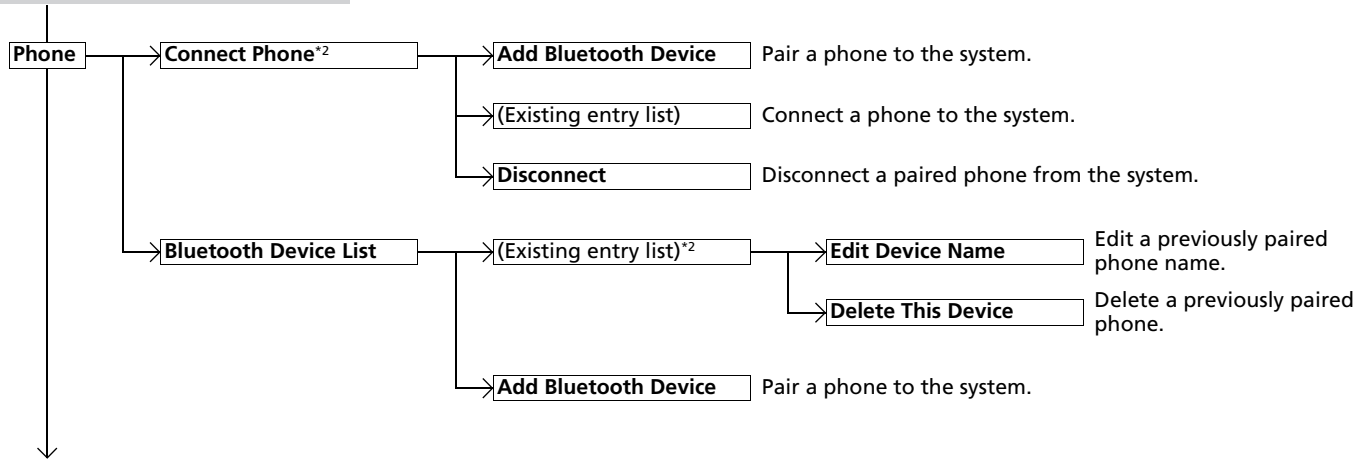 Phone
Connect Phone*2
Add Bluetooth Device
Pair a phone to the system.
(Existing entry list)
Connect a phone to the system.
Disconnect
Disconnect a paired phone from the system.
Bluetooth Device List
(Existing entry list)*2
Edit Device Name
Edit a previously paired
phone name.
Delete This Device
Delete a previously paired
phone.
Add Bluetooth Device
Pair a phone to the system.